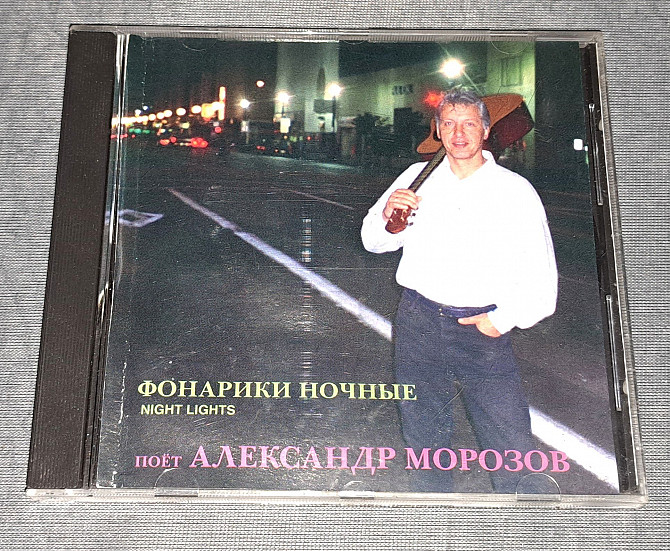 ФОНАРИКИ НОЧНЫЕ
NIGHT LIGHTS
ПОЁТ АЛЕКСАНДР МОРОЗОВ